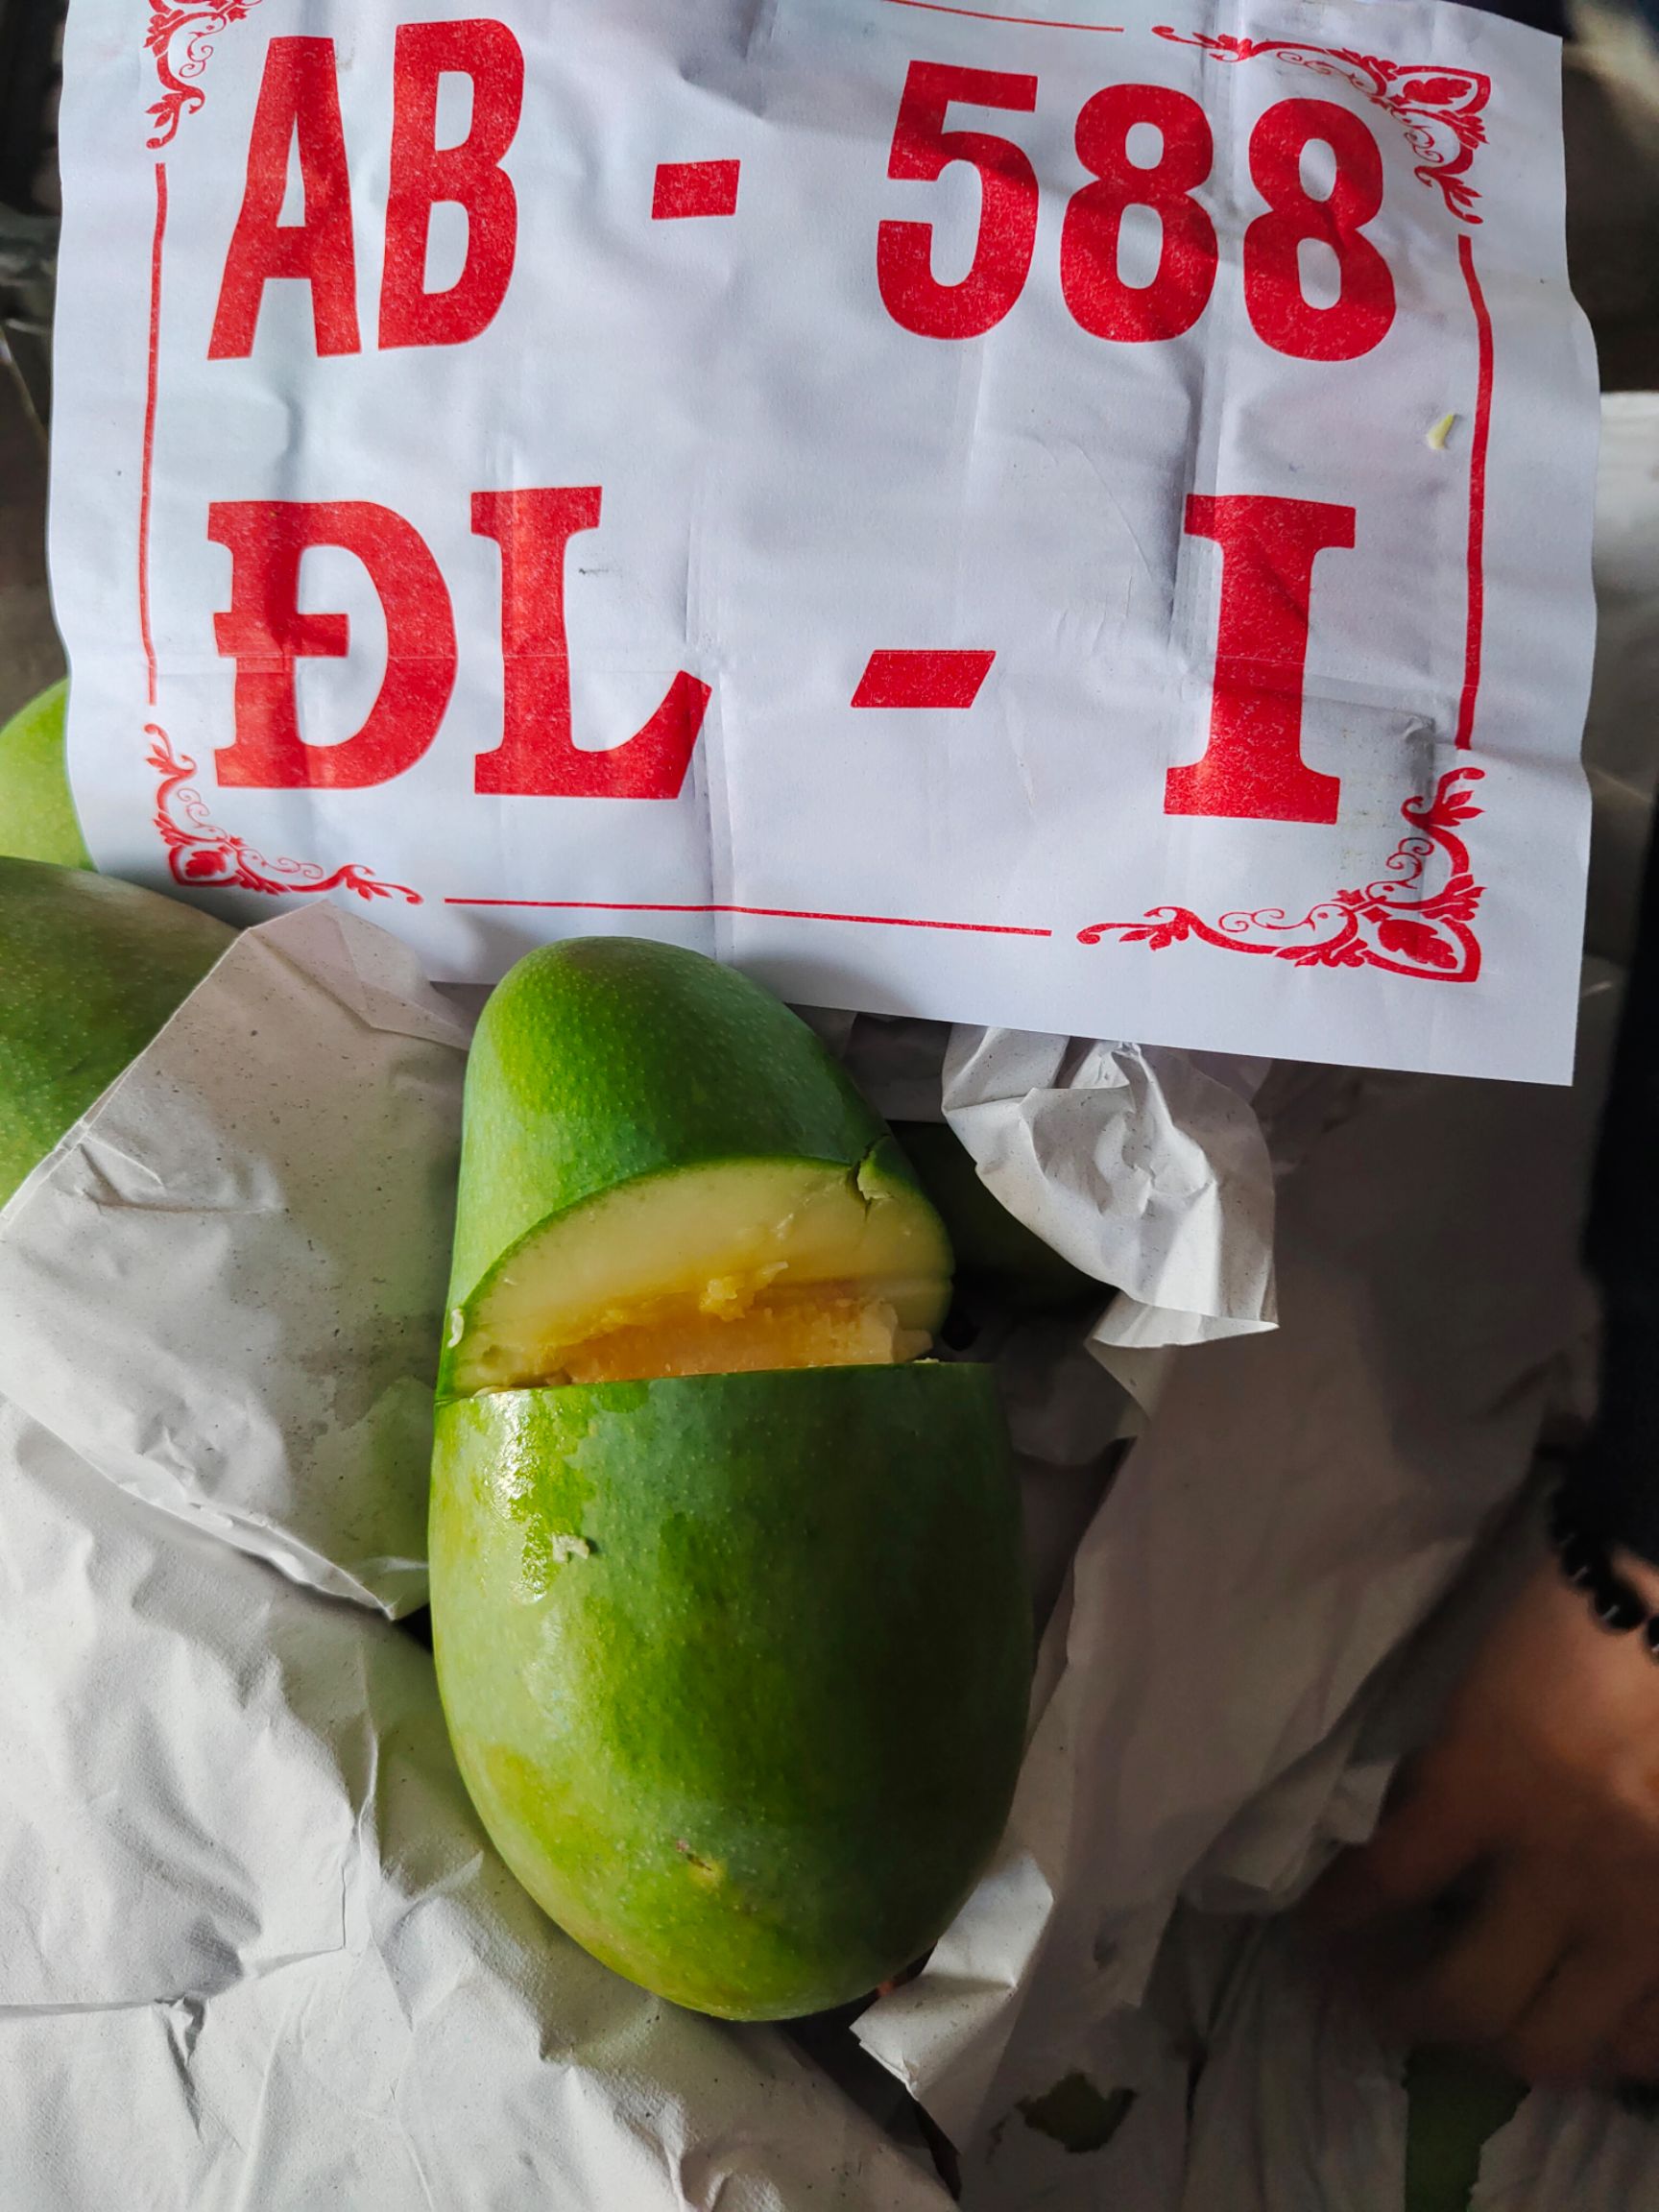 AB - 588
ĐL - I